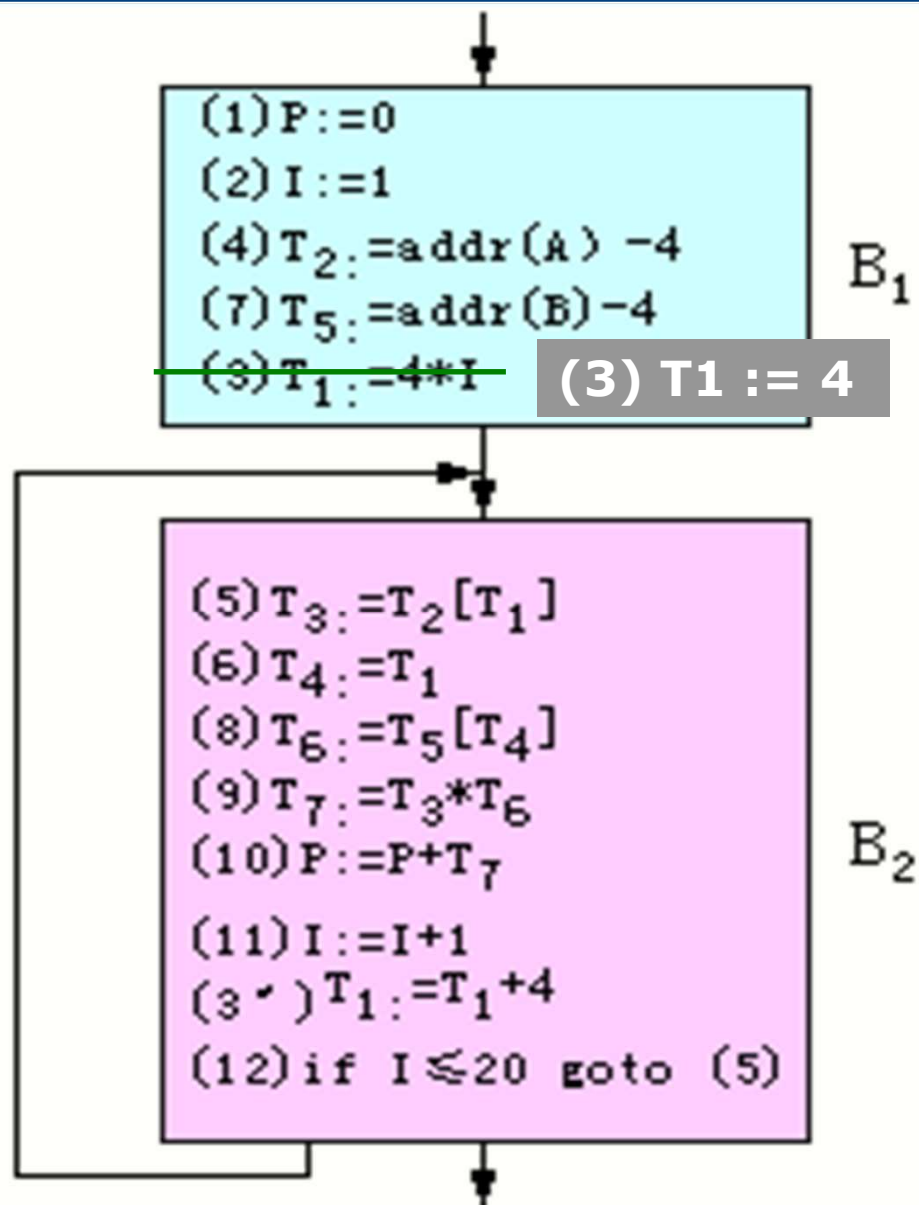 (1)P:=0
(2)I:=1
(4)T2:=addr(A) -4
(7)T5:=addr(B)-4
(3)T1:=4*I
(3) T1 := 4
B1
(5)T3:=T2[T1]
(6)T4:=T1
(8)T6:=T5[T4]
(9)T7:=T3*T6
(10)P:=P+T7
(11)I:=I+1
(3')T1:=T1+4
(12)if I≤20 goto (5)
B2